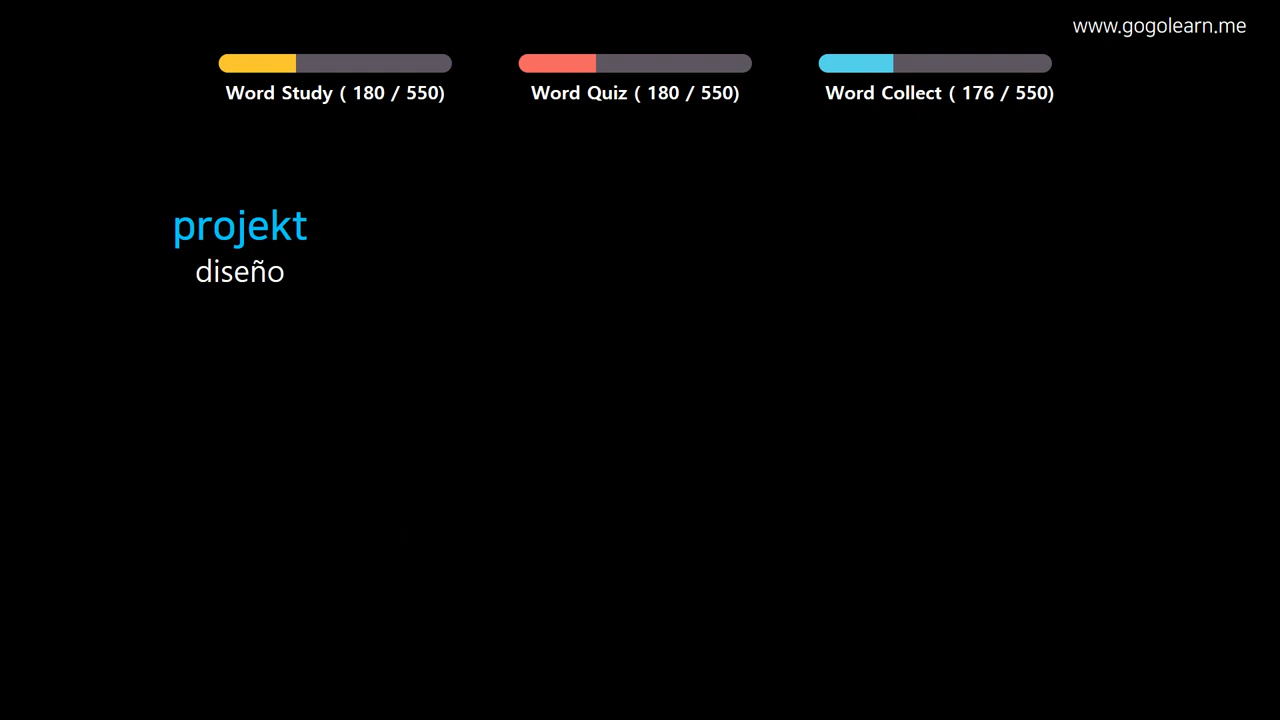 www.gogolearn.me
Word Study ( 180 / 550)
Word Quiz ( 180 / 550)
Word Collect ( 176 / 550)
projekt
diseño